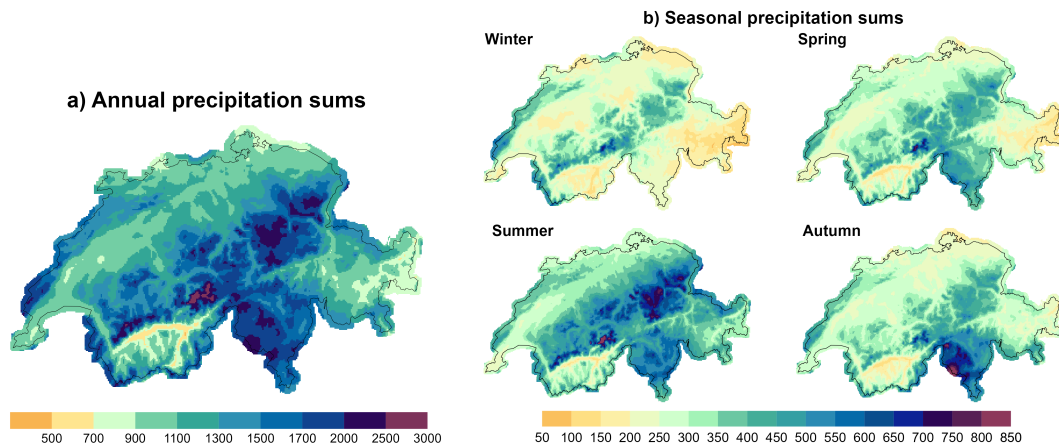 b) Seasonal precipitation sums
Winter
Spring
a) Annual precipitation sums
Summer
Autumn
500 700 900 1100 1300 1500 1700 2000 2500 3000
50 100 150 200 250 300 350 400 450 500 550 600 650 700 750 850